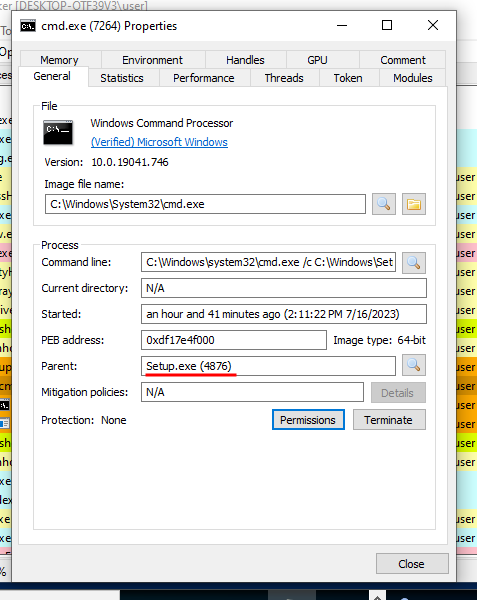 cer [DESKTOP-OTF39V3\user]
cmd.exe (7264) Properties
Memory Environment Handles GPU Comment
General Statistics Performance Threads Token Modules
File
Windows Command Processor
(Verified) Microsoft Windows
Version: 10.0.19041.746
Image file name:
C:\Windows\System32\cmd.exe
Process
Command line: C:\Windows\system32\cmd.exe /c C:\Windows\Set
Current directory: N/A
Started: an hour and 41 minutes ago (2:11:22 PM 7/16/2023)
PEB address: 0xdf17e4f000 Image type: 64-bit
Parent: Setup.exe (4876)
Mitigation policies: N/A Details
Protection: None Permissions Terminate
Close